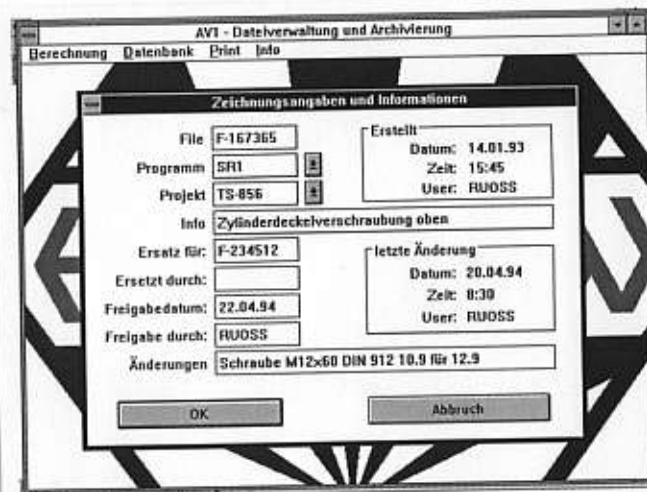 AV1 - Dateiverwaltung und Archivierung
Berechnung Datenbank Print Info
Zeichnungsangaben und Informationen
File F-167365
Programm SR1
Projekt TS-856
Info Zylinderdeckelverschraubung oben
Ersatz für: F-234512
Ersetzt durch:
Freigabedatum: 22.04.94
Freigabe durch: RUOSS
Änderungen Schraube M12x60 DIN 912 10.9 für 12.9
Erstellt
Datum: 14.01.93
Zeit: 15:45
User: RUOSS
letzte Änderung
Datum: 20.04.94
Zeit: 8:30
User: RUOSS
OK
Abbruch